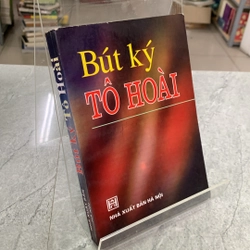 Bút ký
TÔ HOÀI
NHÀ XUẤT BẢN HÀ NỘI